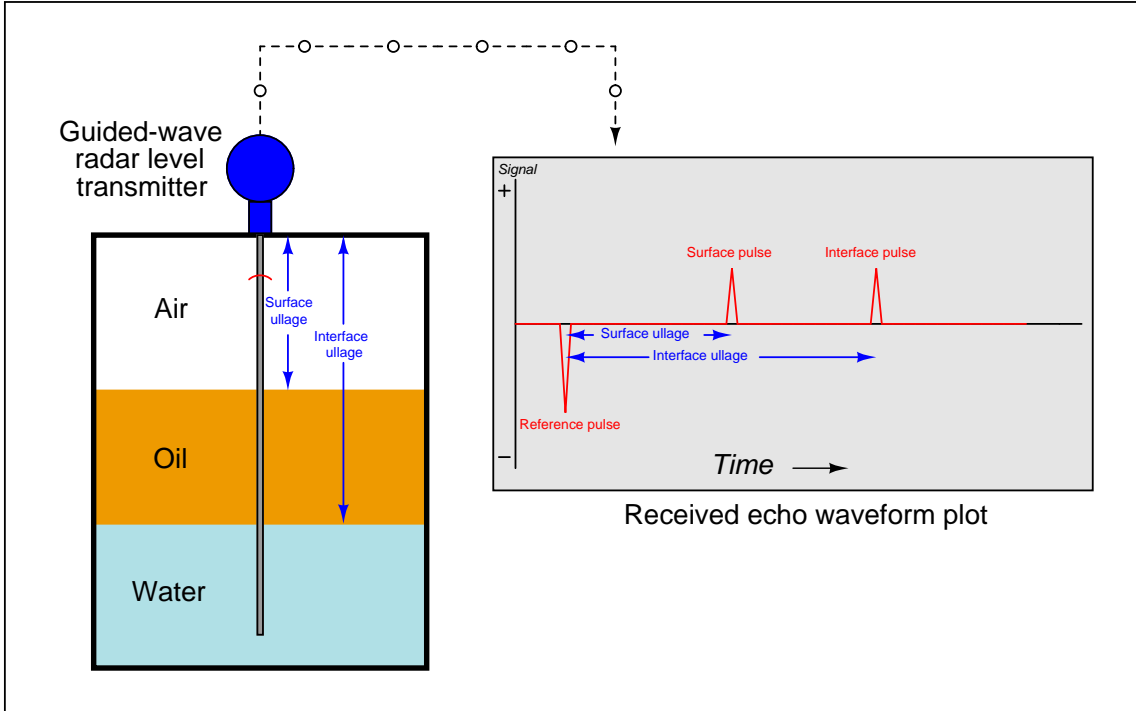 Guided-wave
radar level
transmitter
Air
Surface
ullage
Interface
ullage
Oil
Water
Signal
+
Surface pulse
Interface pulse
Surface ullage
Interface ullage
Reference pulse
−
Time
Received echo waveform plot